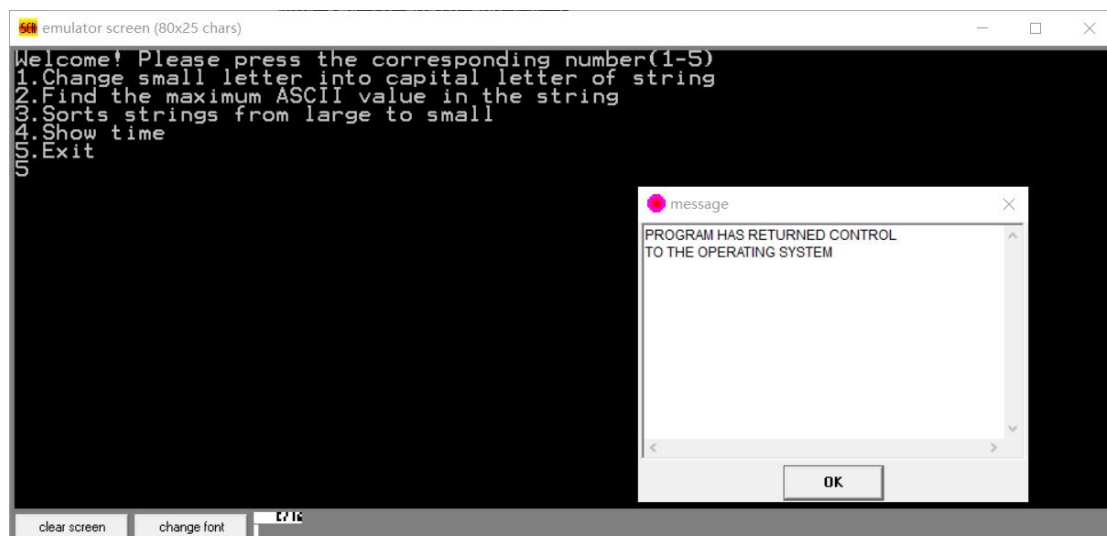 emulator screen (80x25 chars)
Welcome! Please press the corresponding number(1-5)
1.Change small letter into capital letter of string
2.Find the maximum ASCII value in the string
3.Sorts strings from large to small
4.Show time
5.Exit
5
message
PROGRAM HAS RETURNED CONTROL
TO THE OPERATING SYSTEM
OK
clear screen
change font